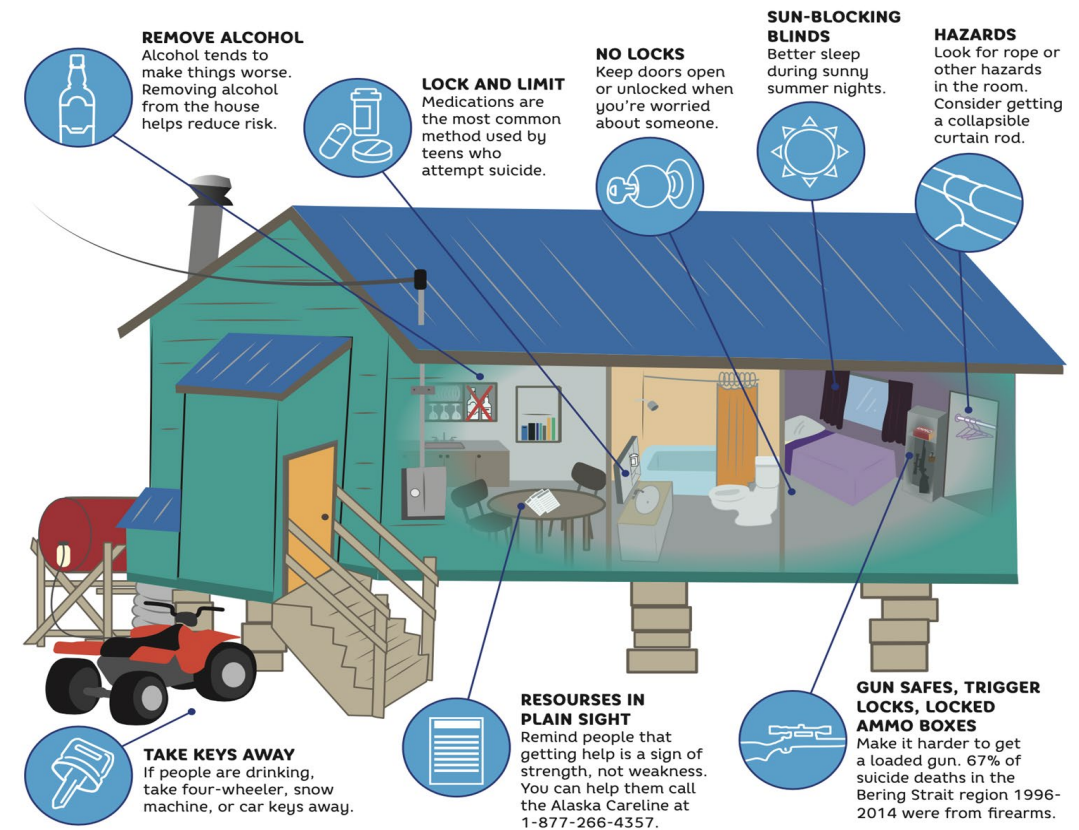 REMOVE ALCOHOL
Alcohol tends to
make things worse.
Removing alcohol
from the house
helps reduce risk.
LOCK AND LIMIT
Medications are
the most common
method used by
teens who
attempt suicide.
NO LOCKS
Keep doors open
or unlocked when
you're worried
about someone.
SUN-BLOCKING
BLINDS
Better sleep
during sunny
summer nights.
HAZARDS
Look for rope or
other hazards
in the room.
Consider getting
a collapsible
curtain rod.
TAKE KEYS AWAY
If people are drinking,
take four-wheeler, snow
machine, or car keys away.
RESOURSES IN
PLAIN SIGHT
Remind people that
getting help is a sign of
strength, not weakness.
You can help them call
the Alaska Careline at
1-877-266-4357.
GUN SAFES, TRIGGER
LOCKS, LOCKED
AMMO BOXES
Make it harder to get
a loaded gun. 67% of
suicide deaths in the
Bering Strait region 1996-
2014 were from firearms.